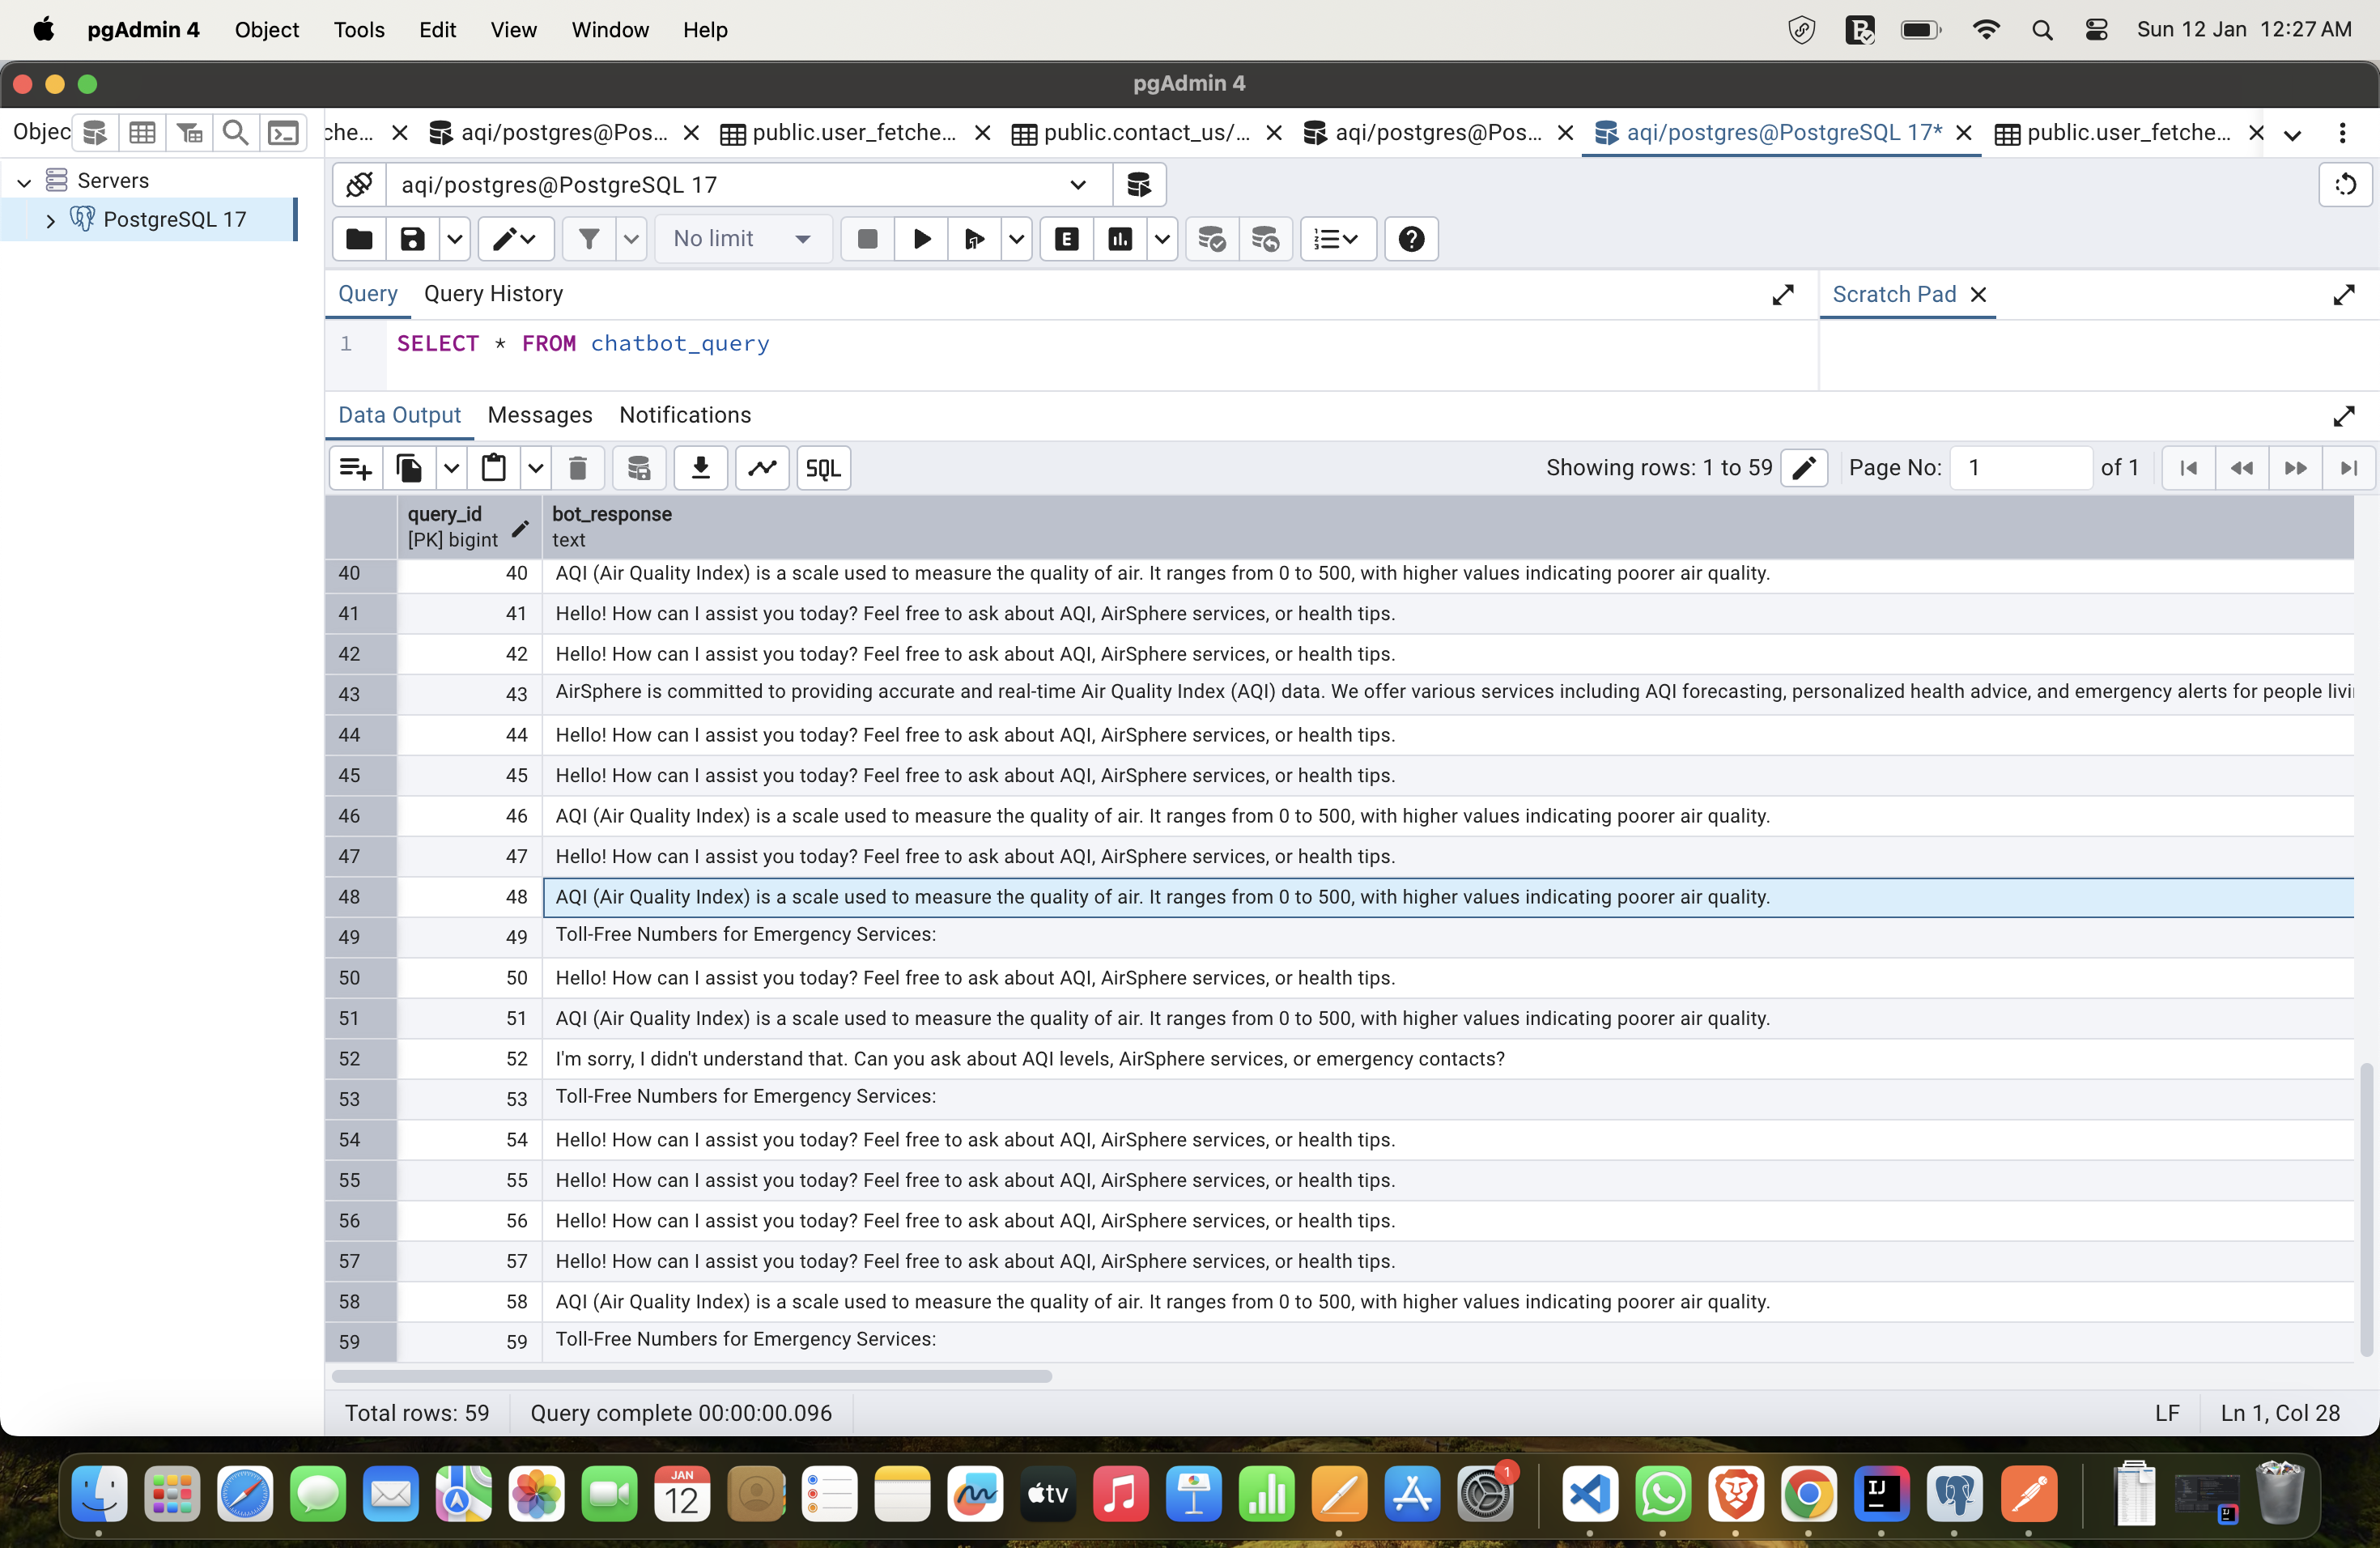 pgAdmin 4 Object Tools Edit View Window Help Sun 12 Jan 12:27 AM
pgAdmin 4
Objec che... aqi/postgres@Pos... public.user_fetche... public.contact_us/... aqi/postgres@Pos... aqi/postgres@PostgreSQL 17* public.user_fetche...
Servers
PostgreSQL 17
aqi/postgres@PostgreSQL 17
No limit E
Query Query History Scratch Pad
1 SELECT * FROM chatbot_query
Data Output Messages Notifications
SQL Showing rows: 1 to 59 Page No: 1 of 1
query_id bot_response
[PK] bigint text
40 40 AQI (Air Quality Index) is a scale used to measure the quality of air. It ranges from 0 to 500, with higher values indicating poorer air quality.
41 41 Hello! How can I assist you today? Feel free to ask about AQI, AirSphere services, or health tips.
42 42 Hello! How can I assist you today? Feel free to ask about AQI, AirSphere services, or health tips.
43 43 AirSphere is committed to providing accurate and real-time Air Quality Index (AQI) data. We offer various services including AQI forecasting, personalized health advice, and emergency alerts for people livi
44 44 Hello! How can I assist you today? Feel free to ask about AQI, AirSphere services, or health tips.
45 45 Hello! How can I assist you today? Feel free to ask about AQI, AirSphere services, or health tips.
46 46 AQI (Air Quality Index) is a scale used to measure the quality of air. It ranges from 0 to 500, with higher values indicating poorer air quality.
47 47 Hello! How can I assist you today? Feel free to ask about AQI, AirSphere services, or health tips.
48 48 AQI (Air Quality Index) is a scale used to measure the quality of air. It ranges from 0 to 500, with higher values indicating poorer air quality.
49 49 Toll-Free Numbers for Emergency Services:
50 50 Hello! How can I assist you today? Feel free to ask about AQI, AirSphere services, or health tips.
51 51 AQI (Air Quality Index) is a scale used to measure the quality of air. It ranges from 0 to 500, with higher values indicating poorer air quality.
52 52 I'm sorry, I didn't understand that. Can you ask about AQI levels, AirSphere services, or emergency contacts?
53 53 Toll-Free Numbers for Emergency Services:
54 54 Hello! How can I assist you today? Feel free to ask about AQI, AirSphere services, or health tips.
55 55 Hello! How can I assist you today? Feel free to ask about AQI, AirSphere services, or health tips.
56 56 Hello! How can I assist you today? Feel free to ask about AQI, AirSphere services, or health tips.
57 57 Hello! How can I assist you today? Feel free to ask about AQI, AirSphere services, or health tips.
58 58 AQI (Air Quality Index) is a scale used to measure the quality of air. It ranges from 0 to 500, with higher values indicating poorer air quality.
59 59 Toll-Free Numbers for Emergency Services:
Total rows: 59 Query complete 00:00:00.096 LF Ln 1, Col 28
JAN
12
tv
1
IJ